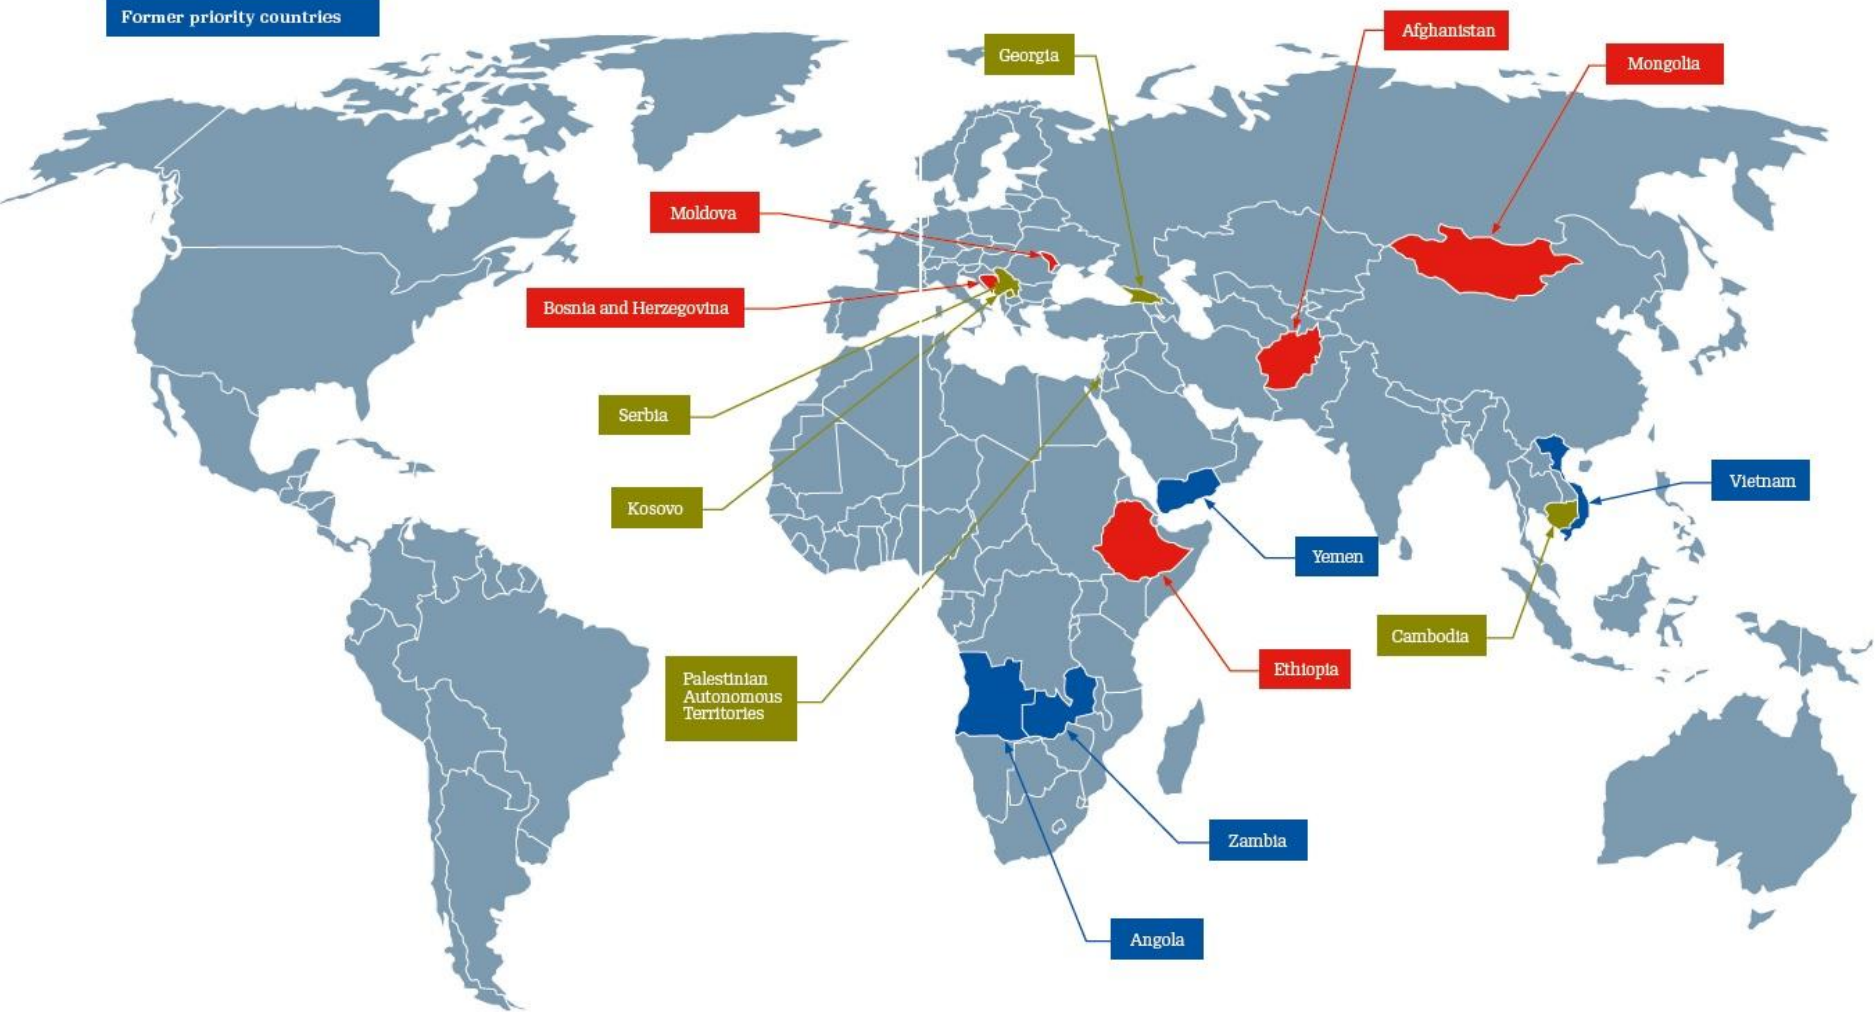 Former priority countries
Afghanistan
Georgia
Mongolia
Moldova
Bosnia and Herzegovina
Serbia
Vietnam
Kosovo
Yemen
Cambodia
Ethiopia
Palestinian
Autonomous
Territories
Zambia
Angola